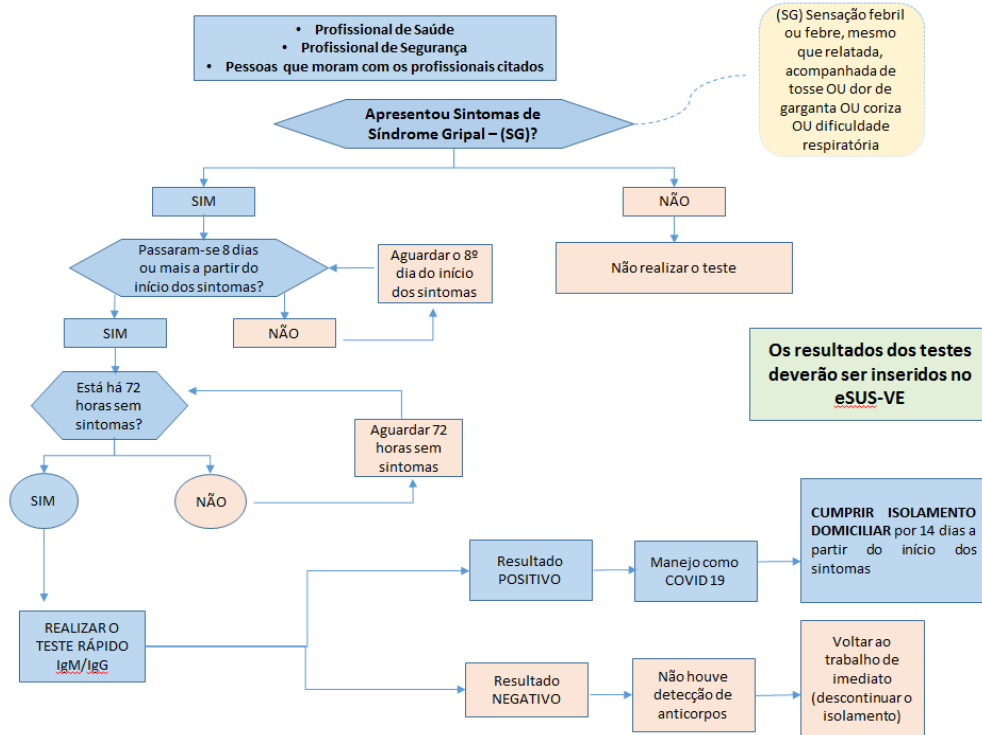 • Profissional de Saúde
• Profissional de Segurança
• Pessoas que moram com os profissionais citados
(SG) Sensação febril
ou febre, mesmo
que relatada,
acompanhada de
tosse OU dor de
garganta OU coriza
OU dificuldade
respiratória
Apresentou Sintomas de
Síndrome Gripal – (SG)?
SIM
NÃO
Passaram-se 8 dias
ou mais a partir do
início dos sintomas?
Aguardar o 8º
dia do início
dos sintomas
Não realizar o teste
SIM
NÃO
Os resultados dos testes
deverão ser inseridos no
eSUS-VE
Está há 72
horas sem
sintomas?
Aguardar 72
horas sem
sintomas
SIM
NÃO
Resultado
POSITIVO
Manejo como
COVID 19
CUMPRIR ISOLAMENTO
DOMICILIAR por 14 dias a
partir do início dos
sintomas
REALIZAR O
TESTE RÁPIDO
IgM/IgG
Resultado
NEGATIVO
Não houve
detecção de
anticorpos
Voltar ao
trabalho de
imediato
(descontinuar o
isolamento)